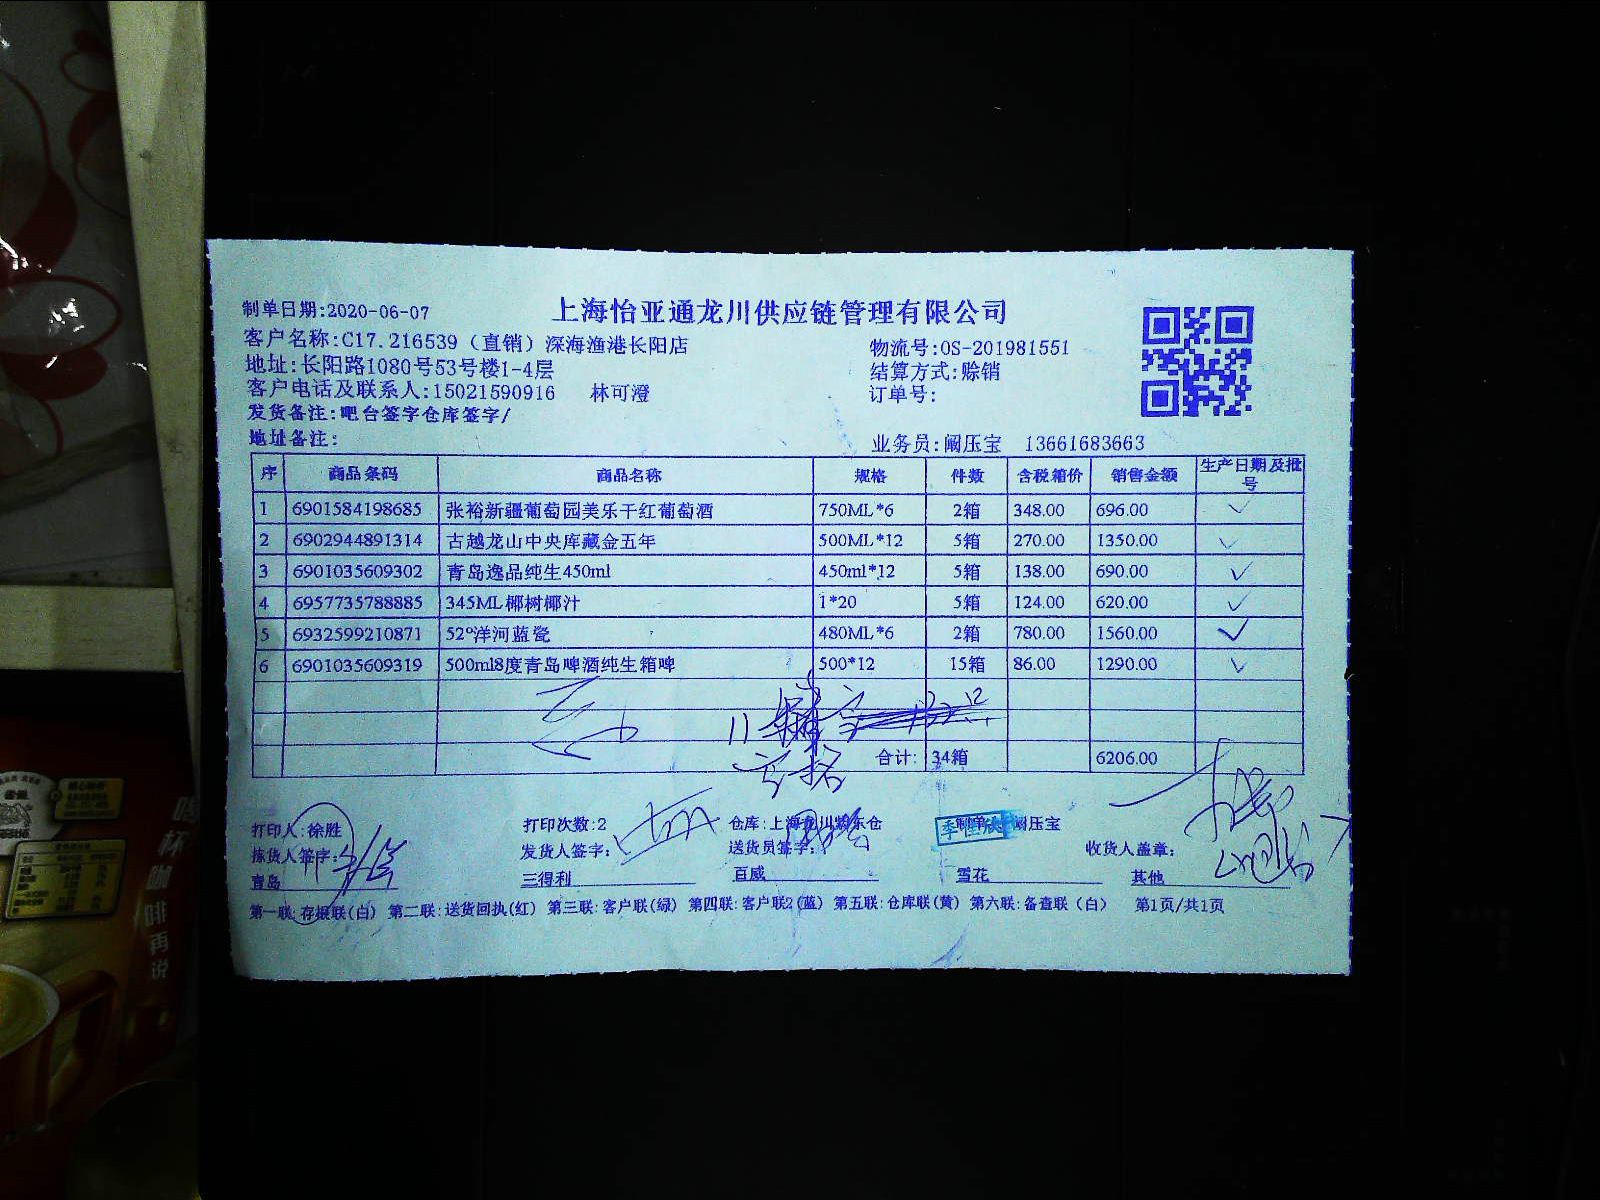 制单日期:2020-06-07
上海怡亚通龙川供应链管理有限公司
客户名称:C17.216539（直销）深海渔港长阳店
物流号:OS-201981551
地址:长阳路1080号53号楼1-4层
结算方式:赊销
客户电话及联系人:15021590916 林可澄
订单号:
发货备注:吧台签字仓库签字/
地址备注:
业务员:阚压宝 13661683663
序 商品条码 商品名称 规格 件数 含税箱价 销售金额 生产日期及批号
1 6901584198685 张裕新疆葡萄园美乐干红葡萄酒 750ML*6 2箱 348.00 696.00 ✓
2 6902944891314 古越龙山中央库藏金五年 500ML*12 5箱 270.00 1350.00 ✓
3 6901035609302 青岛逸品纯生450ml 450ml*12 5箱 138.00 690.00 ✓
4 6957735788885 345ML椰树椰汁 1*20 5箱 124.00 620.00 ✓
5 6932599210871 52°洋河蓝瓷 480ML*6 2箱 780.00 1560.00 ✓
6 6901035609319 500ml8度青岛啤酒纯生箱啤 500*12 15箱 86.00 1290.00 ✓
合计: 34箱 6206.00
打印人:徐胜 打印次数:2 仓库:上海龙川 东仓 制单 阚压宝
拣货人签字: 发货人签字: 送货员签字: 收货人盖章:
青岛 三得利 百威 雪花 其他
第一联:存根联(白) 第二联:送货回执(红) 第三联:客户联(绿) 第四联:客户联2(蓝) 第五联:仓库联(黄) 第六联:备查联（白） 第1页/共1页
喝
杯
咖
啡
再
说